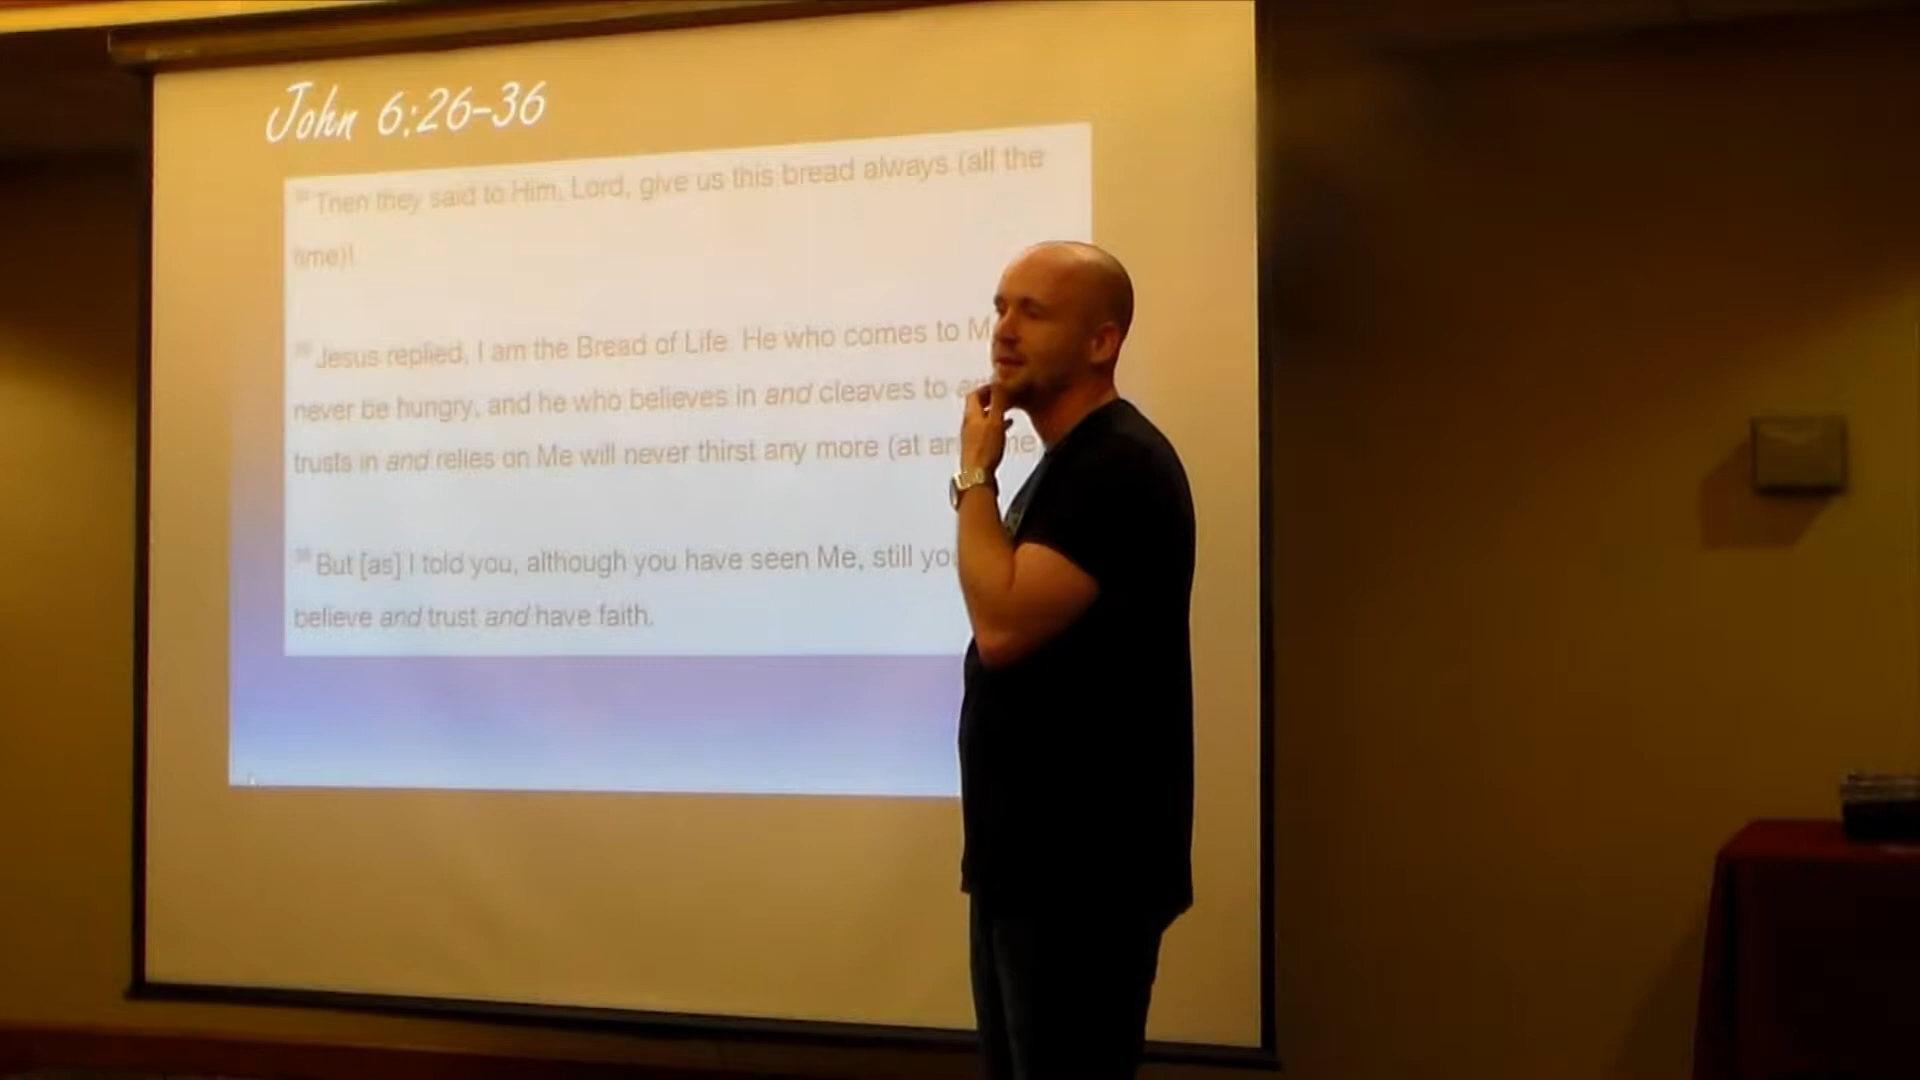 John 6:26-36
Then they said to Him, Lord, give us this bread always (all the
time)!
Jesus replied, I am the Bread of Life. He who comes to
never be hungry, and he who believes in and cleaves to
trusts in and relies on Me will never thirst any more (at
But [as] I told you, although you have seen Me, still
believe and trust and have faith.